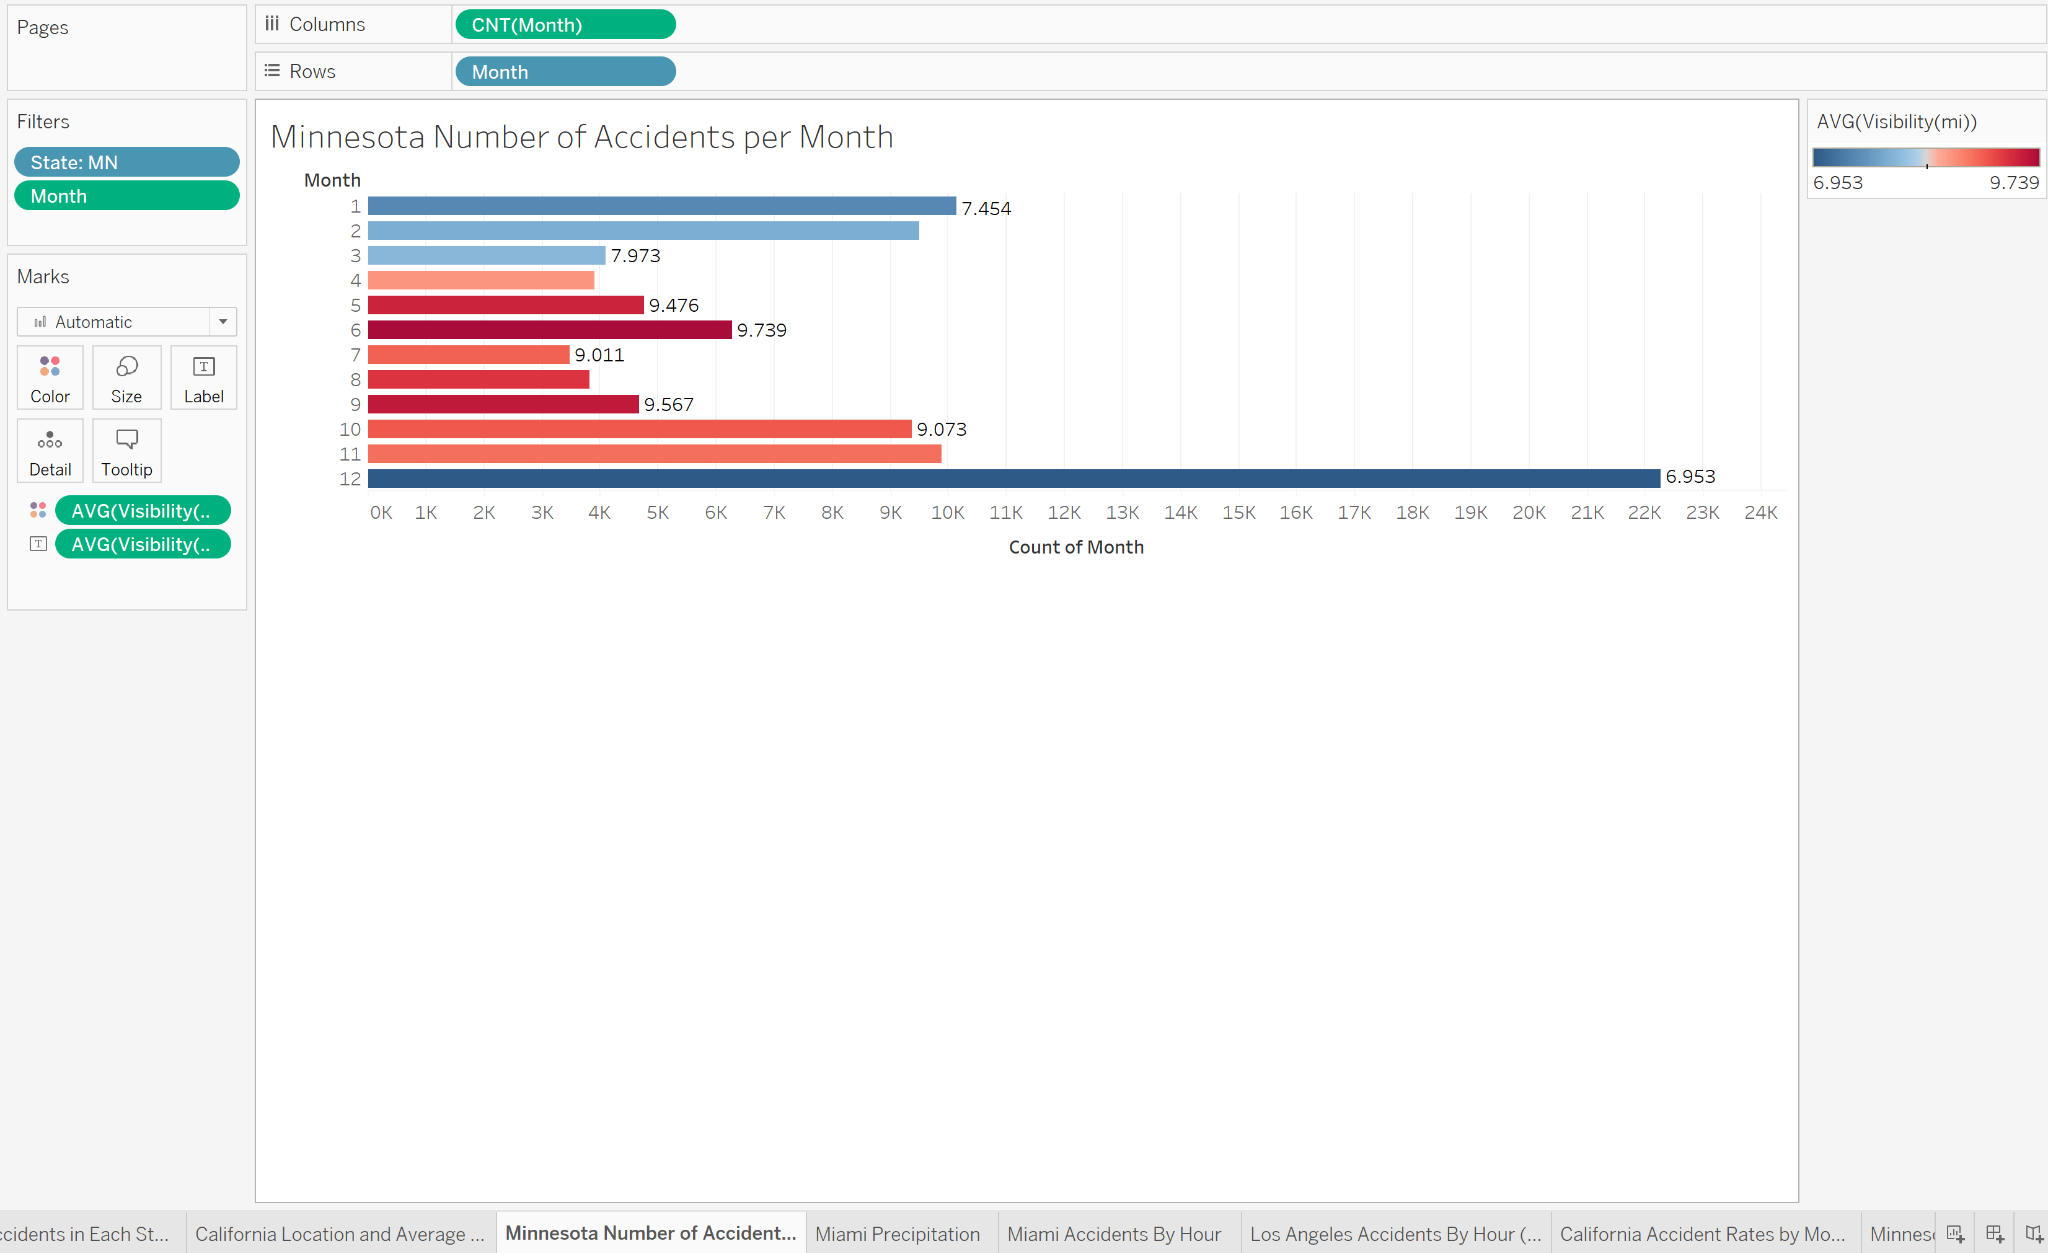 Pages
Columns
CNT(Month)
Rows
Month
Filters
State: MN
Month
Marks
Automatic
Color
Size
Label
Detail
Tooltip
AVG(Visibility(..
AVG(Visibility(..
Minnesota Number of Accidents per Month
Month
1 7.454
2
3 7.973
4
5 9.476
6 9.739
7 9.011
8
9 9.567
10 9.073
11
12 6.953
0K 1K 2K 3K 4K 5K 6K 7K 8K 9K 10K 11K 12K 13K 14K 15K 16K 17K 18K 19K 20K 21K 22K 23K 24K
Count of Month
AVG(Visibility(mi))
6.953 9.739
ccidents in Each St... California Location and Average ... Minnesota Number of Accident... Miami Precipitation Miami Accidents By Hour Los Angeles Accidents By Hour (... California Accident Rates by Mo... Minnes